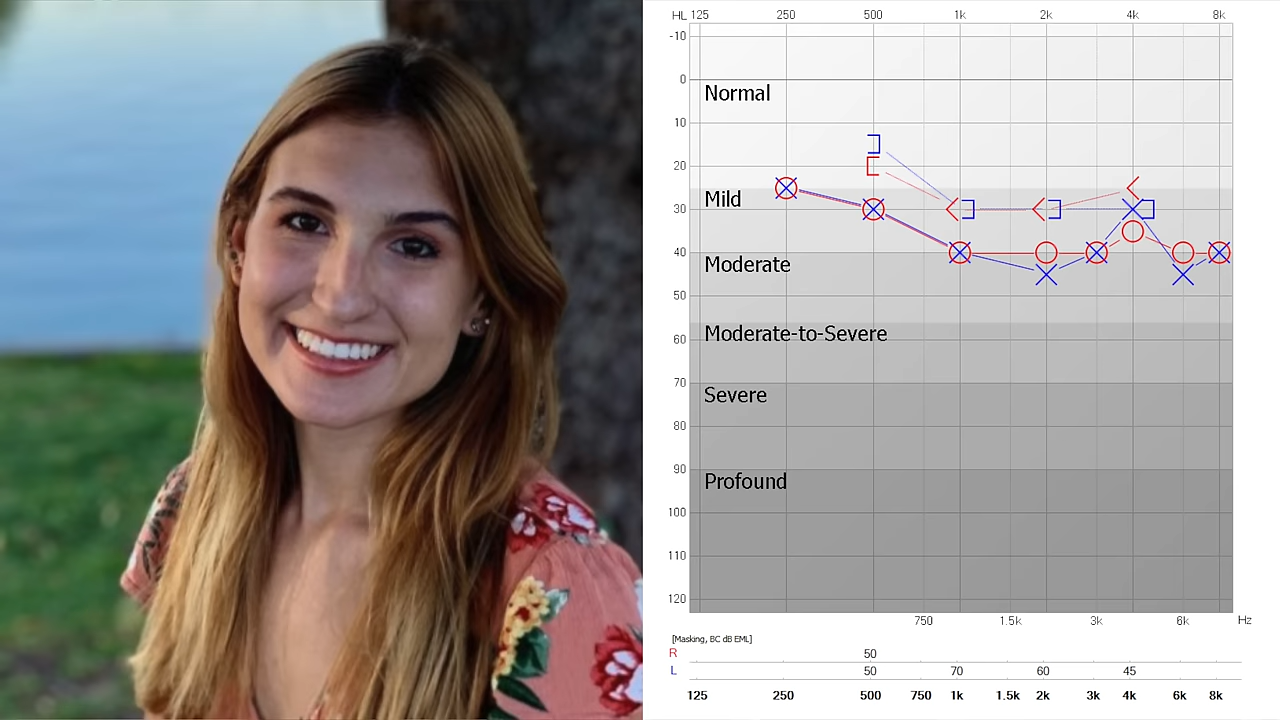 HL 125 250 500 1k 2k 4k 8k
-10
0
Normal
10
20
Mild
30
40
Moderate
50
Moderate-to-Severe
60
70
Severe
80
90
Profound
100
110
120
750 1.5k 3k 6k Hz
[Masking, BC dB EML]
R 50
L 50 70 60 45
125 250 500 750 1k 1.5k 2k 3k 4k 6k 8k